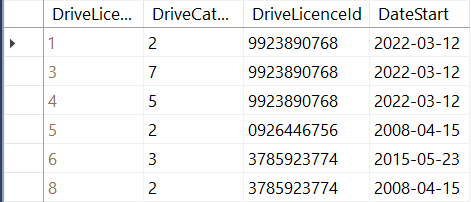 DriveLice... DriveCat... DriveLicenceId DateStart
1 2 9923890768 2022-03-12
3 7 9923890768 2022-03-12
4 5 9923890768 2022-03-12
5 2 0926446756 2008-04-15
6 3 3785923774 2015-05-23
8 2 3785923774 2008-04-15